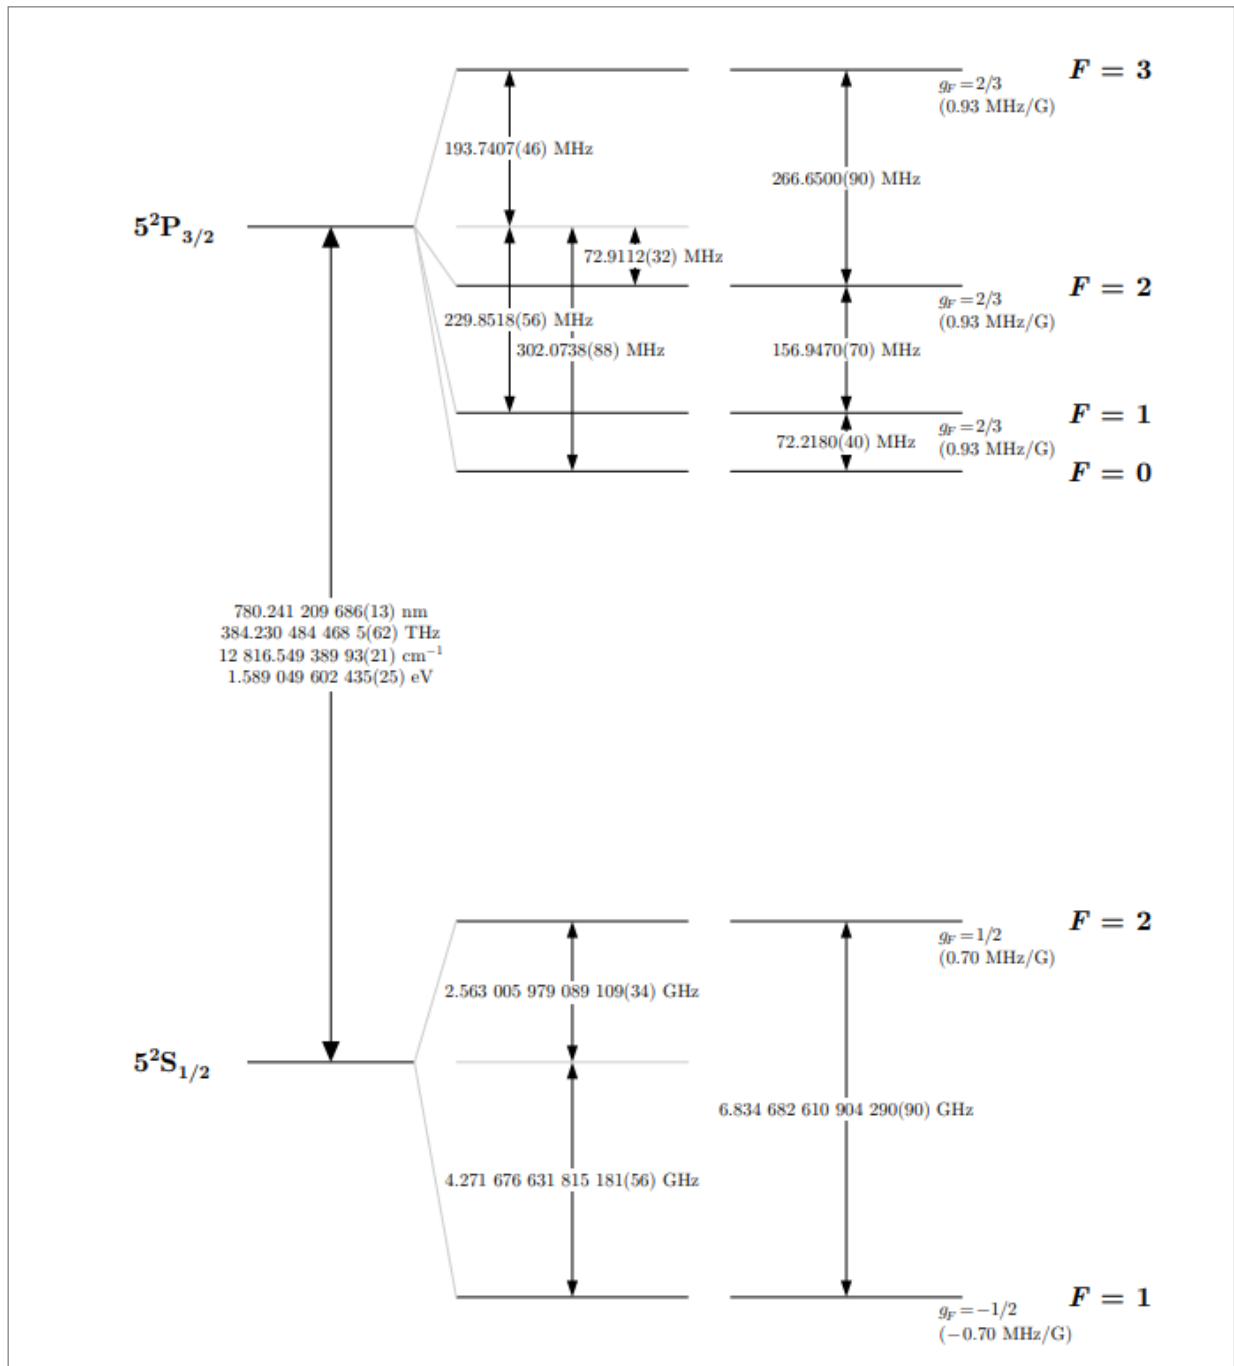 F = 3
g_F = 2/3
(0.93 MHz/G)
193.7407(46) MHz
266.6500(90) MHz
5²P₃/₂
72.9112(32) MHz
F = 2
g_F = 2/3
(0.93 MHz/G)
229.8518(56) MHz
302.0738(88) MHz
156.9470(70) MHz
F = 1
g_F = 2/3
(0.93 MHz/G)
72.2180(40) MHz
F = 0
780.241 209 686(13) nm
384.230 484 468 5(62) THz
12 816.549 389 93(21) cm⁻¹
1.589 049 602 435(25) eV
F = 2
g_F = 1/2
(0.70 MHz/G)
2.563 005 979 089 109(34) GHz
5²S₁/₂
6.834 682 610 904 290(90) GHz
4.271 676 631 815 181(56) GHz
F = 1
g_F = −1/2
(−0.70 MHz/G)